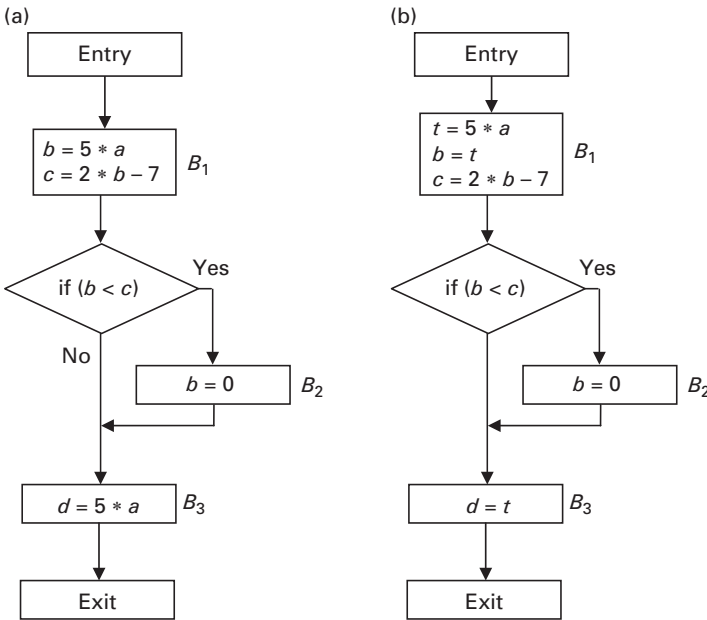 (a)
Entry
b = 5 * a
c = 2 * b – 7
B1
if (b < c)
Yes
No
b = 0
B2
d = 5 * a
B3
Exit
(b)
Entry
t = 5 * a
b = t
c = 2 * b – 7
B1
if (b < c)
Yes
b = 0
B2
d = t
B3
Exit